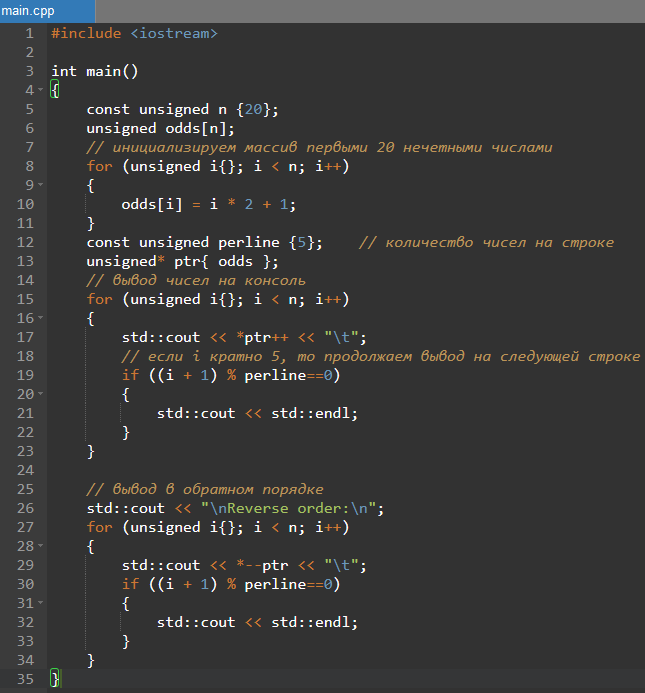 main.cpp
1 #include <iostream>
2
3 int main()
4 {
5     const unsigned n {20};
6     unsigned odds[n];
7     // инициализируем массив первыми 20 нечетными числами
8     for (unsigned i{}; i < n; i++)
9     {
10         odds[i] = i * 2 + 1;
11     }
12     const unsigned perline {5};    // количество чисел на строке
13     unsigned* ptr{ odds };
14     // вывод чисел на консоль
15     for (unsigned i{}; i < n; i++)
16     {
17         std::cout << *ptr++ << "\t";
18         // если i кратно 5, то продолжаем вывод на следующей строке
19         if ((i + 1) % perline==0)
20         {
21             std::cout << std::endl;
22         }
23     }
24
25     // вывод в обратном порядке
26     std::cout << "\nReverse order:\n";
27     for (unsigned i{}; i < n; i++)
28     {
29         std::cout << *--ptr << "\t";
30         if ((i + 1) % perline==0)
31         {
32             std::cout << std::endl;
33         }
34     }
35 }